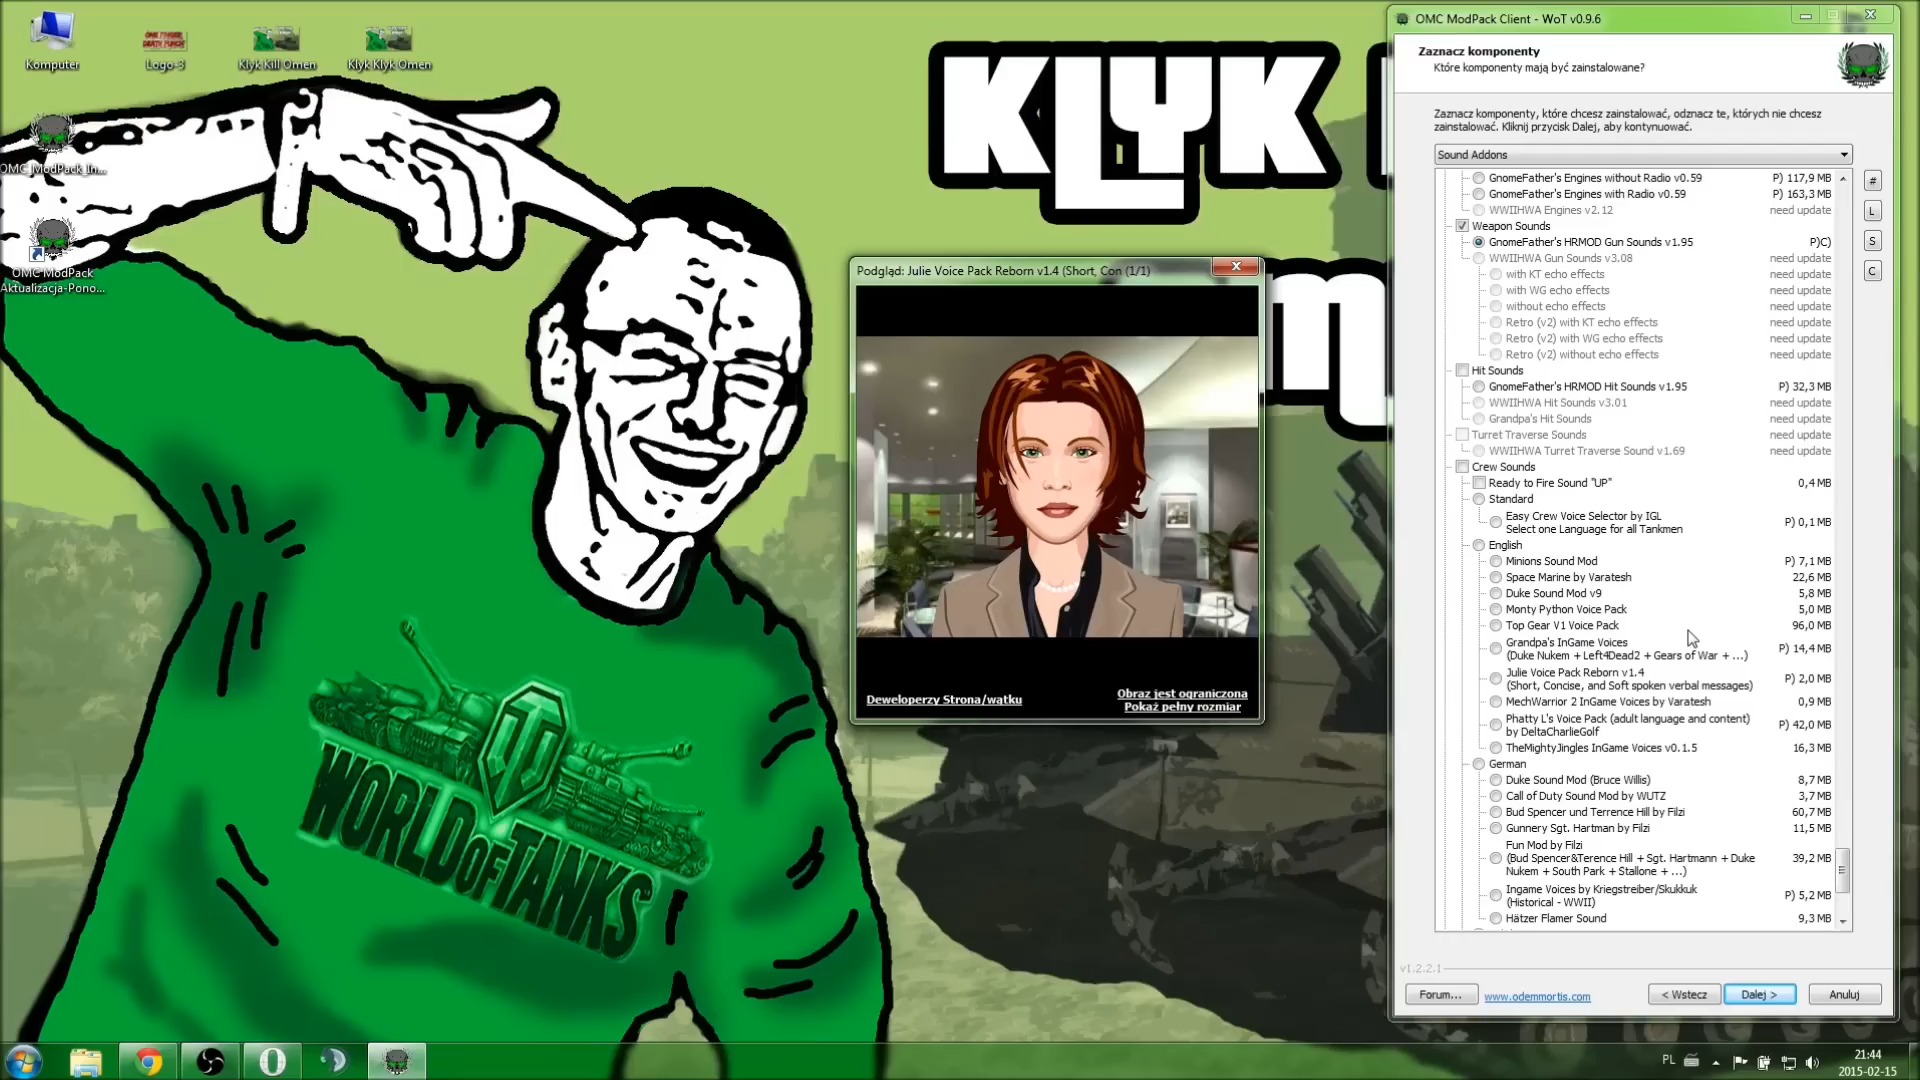 Komputer
Logo-3
Klyk Kill Omen
Klyk Klyk Omen
ONE FINGER
DEATH PUNCH
OMC ModPack_In...
OMC ModPack
Aktualizacja-Pono...
KLYK
WORLD OF TANKS
Podgląd: Julie Voice Pack Reborn v1.4 (Short, Con (1/1)
Deweloperzy Strona/wątku
Obraz jest ograniczona
Pokaż pełny rozmiar
OMC ModPack Client - WoT v0.9.6
Zaznacz komponenty
Które komponenty mają być zainstalowane?
Zaznacz komponenty, które chcesz zainstalować, odznacz te, których nie chcesz
zainstalować. Kliknij przycisk Dalej, aby kontynuować.
Sound Addons
GnomeFather's Engines without Radio v0.59 P) 117,9 MB
GnomeFather's Engines with Radio v0.59 P) 163,3 MB
WWIIHWA Engines v2.12 need update
Weapon Sounds
GnomeFather's HRMOD Gun Sounds v1.95 P)C)
WWIIHWA Gun Sounds v3.08 need update
with KT echo effects need update
with WG echo effects need update
without echo effects need update
Retro (v2) with KT echo effects need update
Retro (v2) with WG echo effects need update
Retro (v2) without echo effects need update
Hit Sounds
GnomeFather's HRMOD Hit Sounds v1.95 P) 32,3 MB
WWIIHWA Hit Sounds v3.01 need update
Grandpa's Hit Sounds need update
Turret Traverse Sounds need update
WWIIHWA Turret Traverse Sound v1.69 need update
Crew Sounds
Ready to Fire Sound "UP" 0,4 MB
Standard
Easy Crew Voice Selector by IGL
Select one Language for all Tankmen P) 0,1 MB
English
Minions Sound Mod P) 7,1 MB
Space Marine by Varatesh 22,6 MB
Duke Sound Mod v9 5,8 MB
Monty Python Voice Pack 5,0 MB
Top Gear V1 Voice Pack 96,0 MB
Grandpa's InGame Voices
(Duke Nukem + Left4Dead2 + Gears of War + ...) P) 14,4 MB
Julie Voice Pack Reborn v1.4
(Short, Concise, and Soft spoken verbal messages) P) 2,0 MB
MechWarrior 2 InGame Voices by Varatesh 0,9 MB
Phatty L's Voice Pack (adult language and content)
by DeltaCharlieGolf P) 42,0 MB
TheMightyJingles InGame Voices v0.1.5 16,3 MB
German
Duke Sound Mod (Bruce Willis) 8,7 MB
Call of Duty Sound Mod by WUTZ 3,7 MB
Bud Spencer und Terrence Hill by Filzi 60,7 MB
Gunnery Sgt. Hartman by Filzi 11,5 MB
Fun Mod by Filzi
(Bud Spencer&Terence Hill + Sgt. Hartmann + Duke
Nukem + South Park + Stallone + ...) 39,2 MB
Ingame Voices by Kriegstreiber/Skukkuk
(Historical - WWII) P) 5,2 MB
Hätzer Flamer Sound 9,3 MB
#
L
S
C
v1.2.2.1
Forum...
www.odemmortis.com
< Wstecz
Dalej >
Anuluj
PL
21:44
2015-02-15